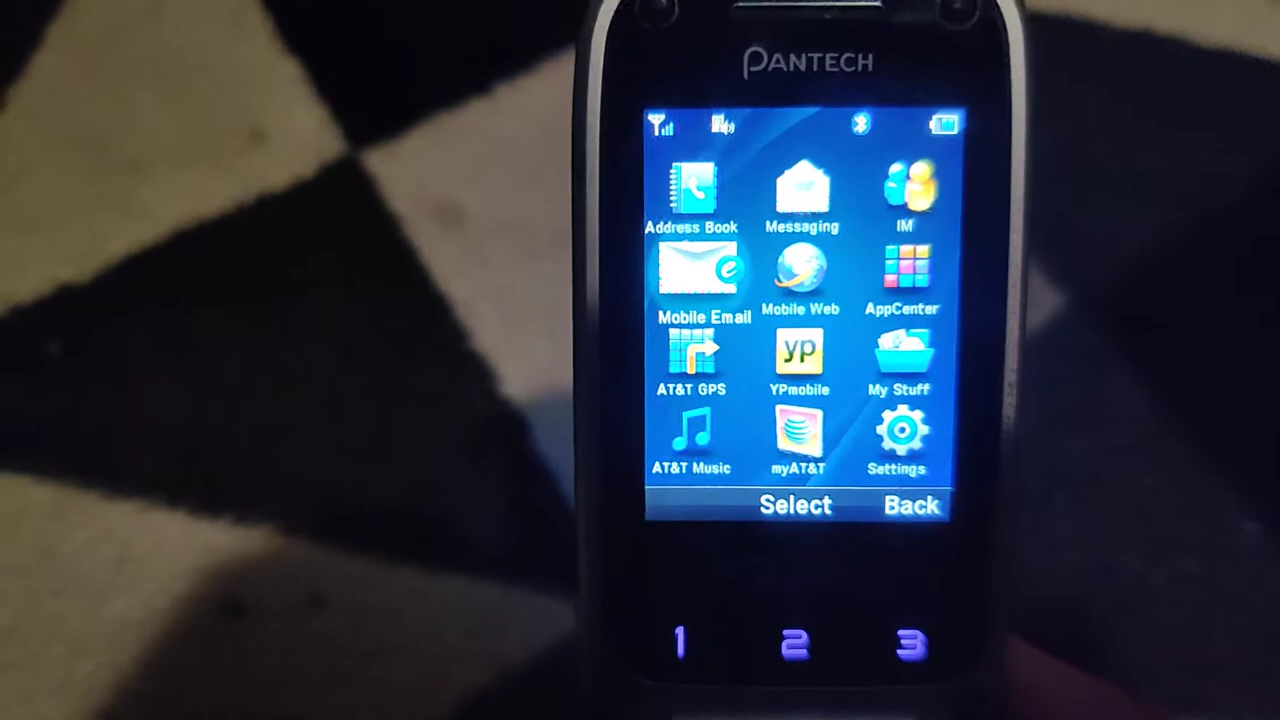 PANTECH
Address Book Messaging IM
Mobile Email Mobile Web AppCenter
yp
AT&T GPS YPmobile My Stuff
AT&T Music myAT&T Settings
Select Back
1 2 3